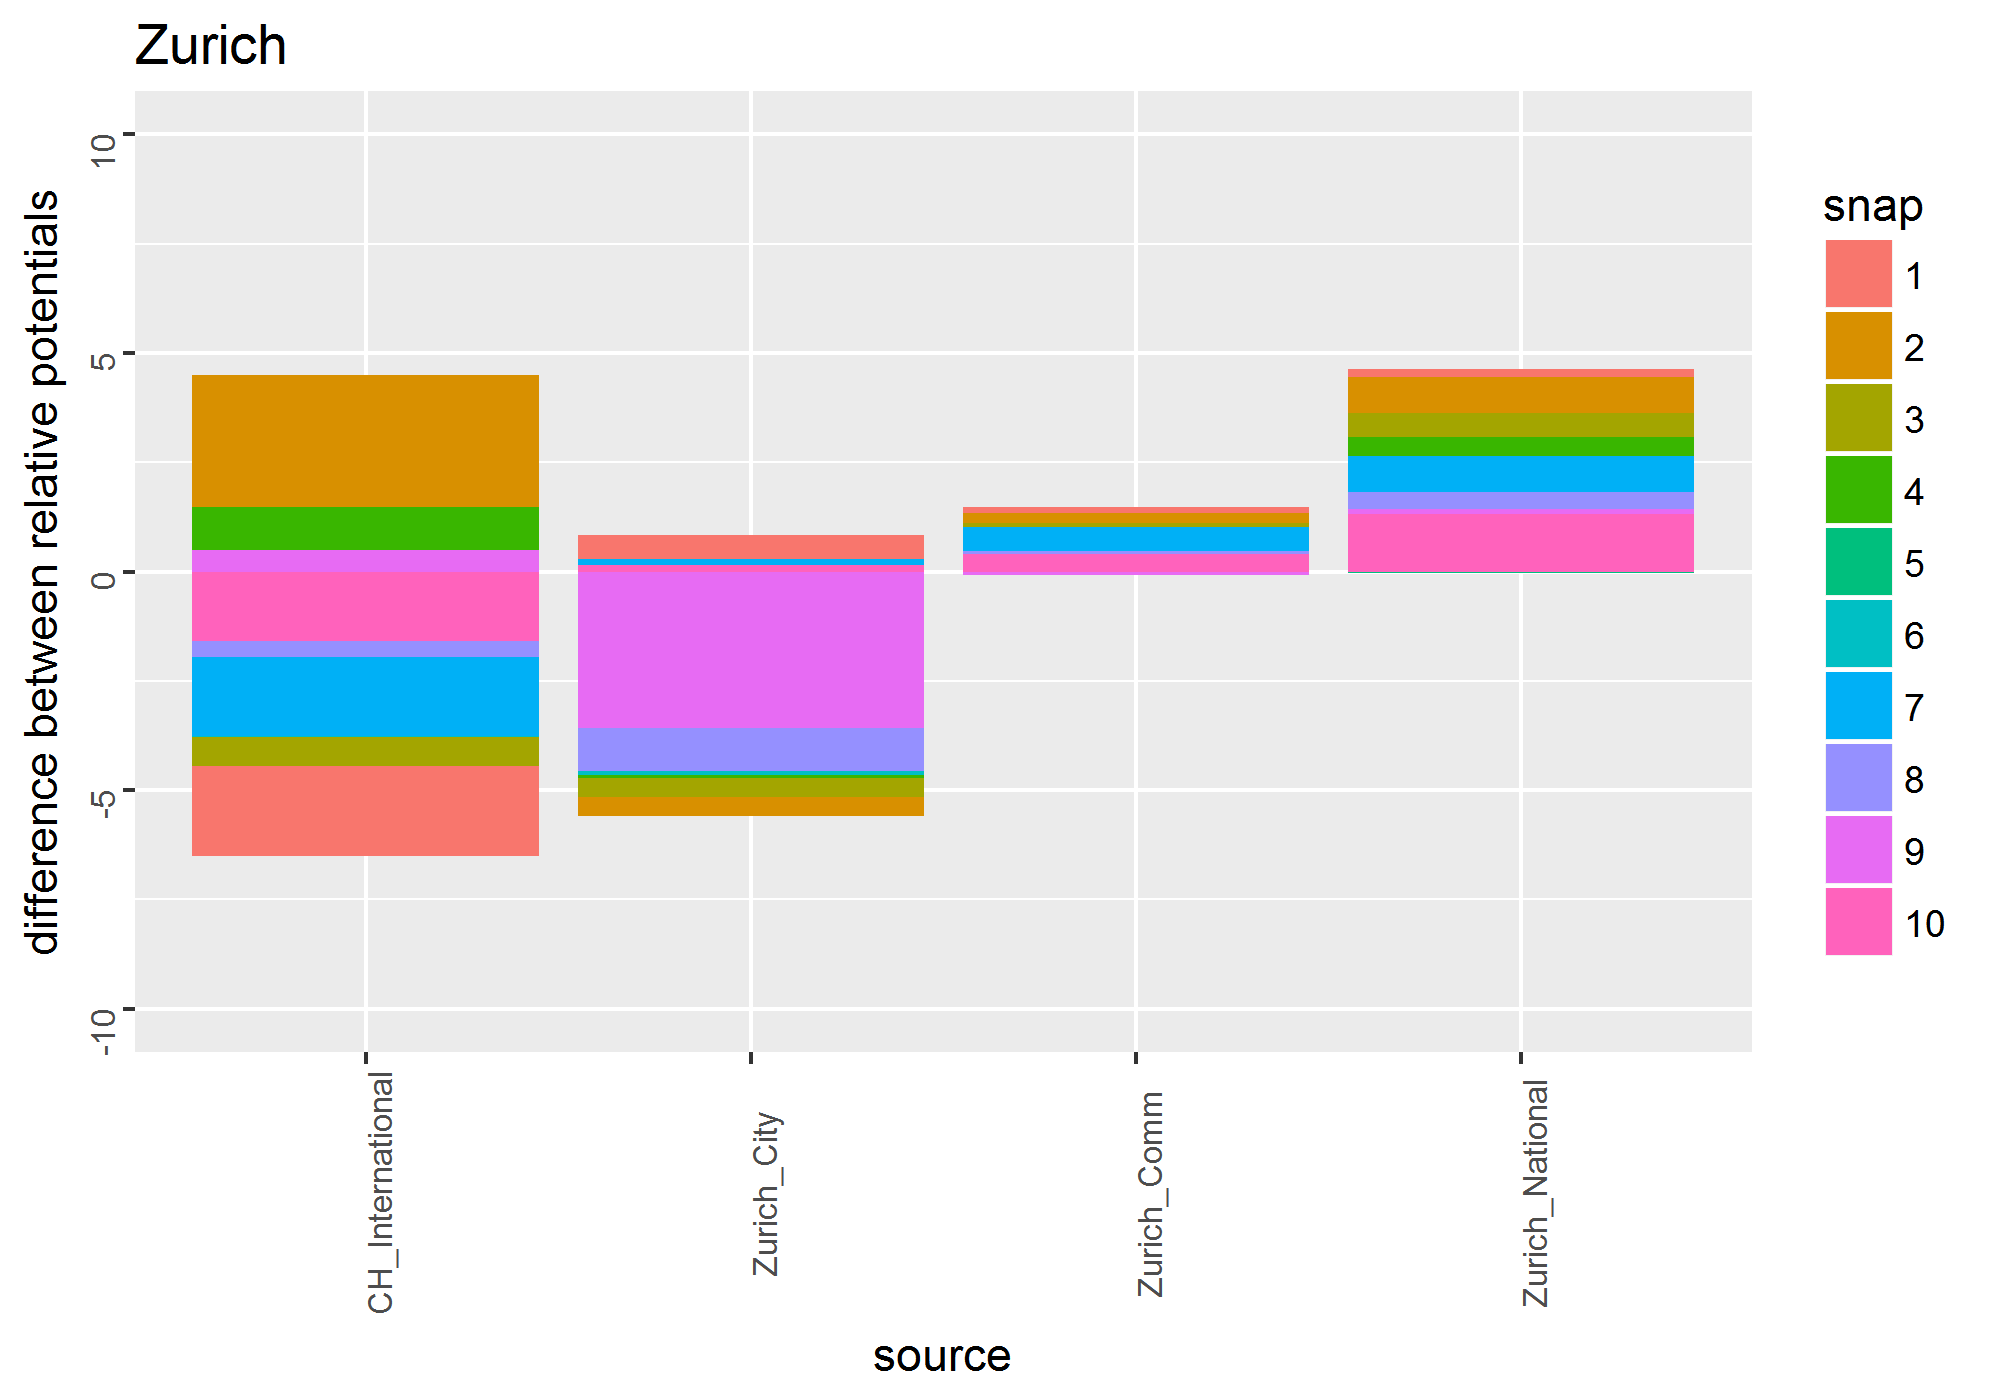 Zurich
difference between relative potentials
10
5
0
-5
-10
CH_International
Zurich_City
Zurich_Comm
Zurich_National
source
snap
1
2
3
4
5
6
7
8
9
10